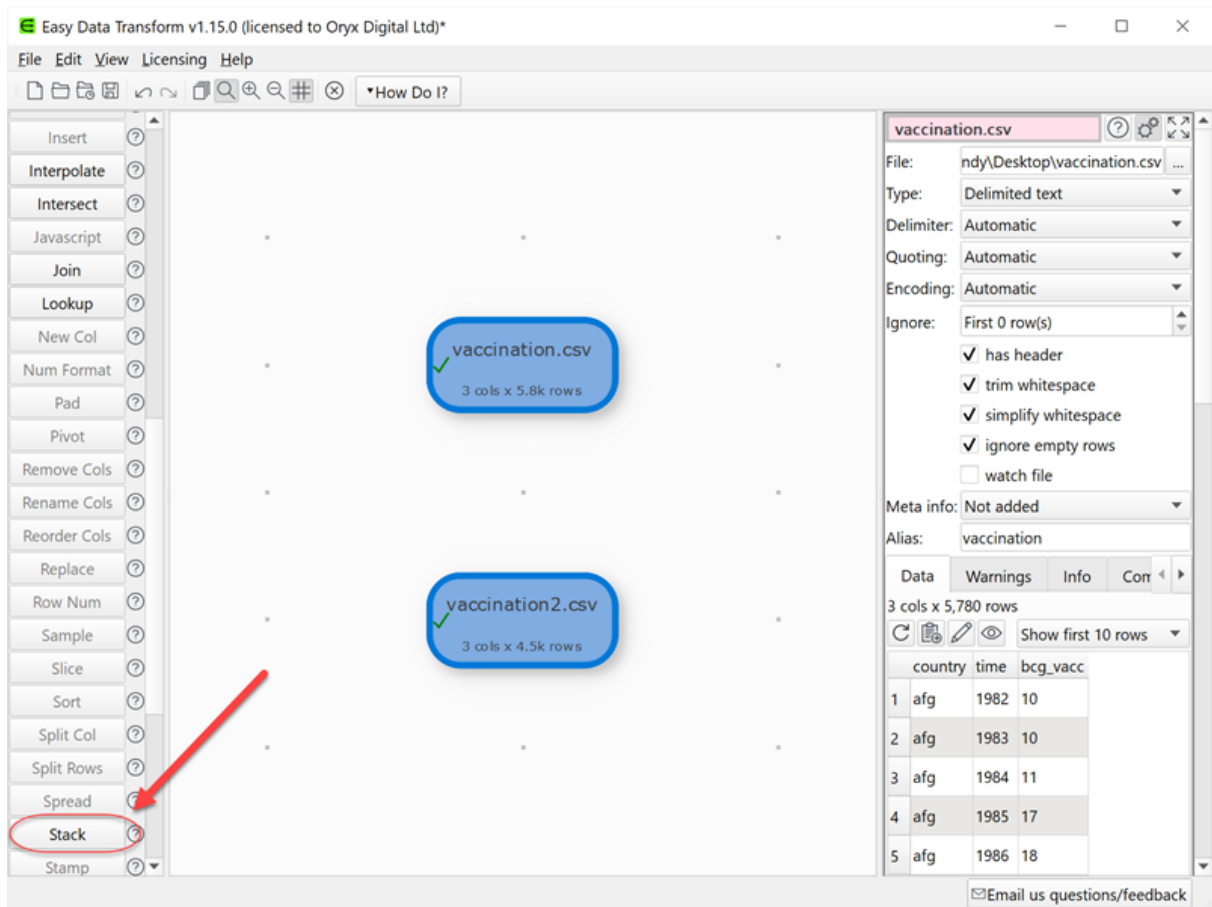 Easy Data Transform v1.15.0 (licensed to Oryx Digital Ltd)*
File Edit View Licensing Help
How Do I?
Insert
Interpolate
Intersect
Javascript
Join
Lookup
New Col
Num Format
Pad
Pivot
Remove Cols
Rename Cols
Reorder Cols
Replace
Row Num
Sample
Slice
Sort
Split Col
Split Rows
Spread
Stack
Stamp
vaccination.csv
3 cols x 5.8k rows
vaccination2.csv
3 cols x 4.5k rows
vaccination.csv
File: ndy\Desktop\vaccination.csv ...
Type: Delimited text
Delimiter: Automatic
Quoting: Automatic
Encoding: Automatic
Ignore: First 0 row(s)
has header
trim whitespace
simplify whitespace
ignore empty rows
watch file
Meta info: Not added
Alias: vaccination
Data Warnings Info Com
3 cols x 5,780 rows
Show first 10 rows
country time bcg_vacc
1 afg 1982 10
2 afg 1983 10
3 afg 1984 11
4 afg 1985 17
5 afg 1986 18
Email us questions/feedback